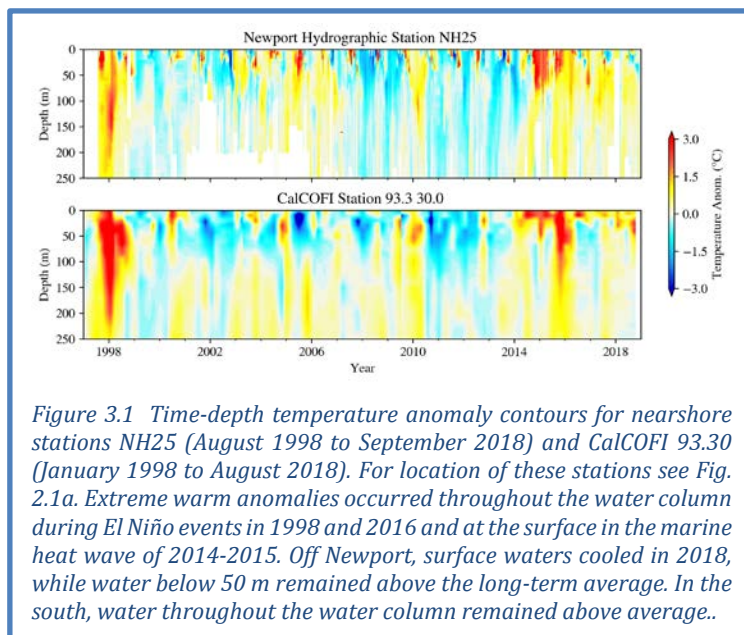 Newport Hydrographic Station NH25
0
50
100
150
200
250
Depth (m)
CalCOFI Station 93.3 30.0
0
50
100
150
200
250
Depth (m)
1998 2002 2006 2010 2014 2018
Year
3.0
1.5
0.0
−1.5
−3.0
Temperature Anom. (°C)
Figure 3.1 Time-depth temperature anomaly contours for nearshore
stations NH25 (August 1998 to September 2018) and CalCOFI 93.30
(January 1998 to August 2018). For location of these stations see Fig.
2.1a. Extreme warm anomalies occurred throughout the water column
during El Niño events in 1998 and 2016 and at the surface in the marine
heat wave of 2014-2015. Off Newport, surface waters cooled in 2018,
while water below 50 m remained above the long-term average. In the
south, water throughout the water column remained above average..